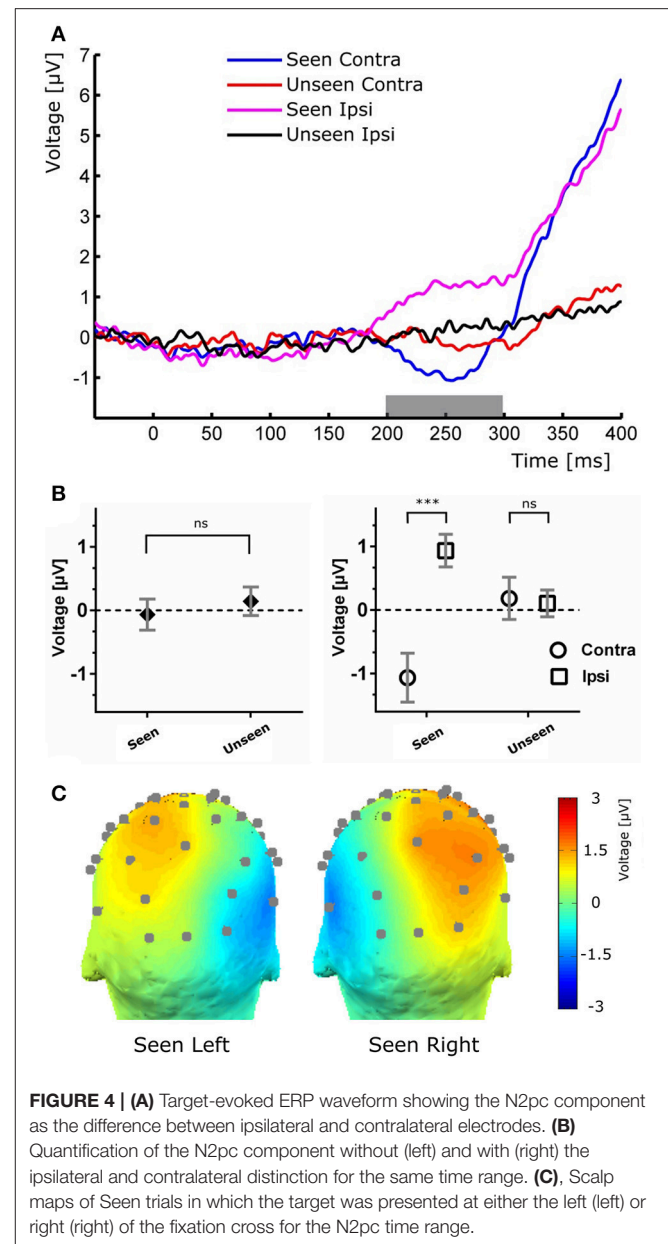 A
Voltage [µV]
7
6
5
4
3
2
1
0
-1
Seen Contra
Unseen Contra
Seen Ipsi
Unseen Ipsi
0 50 100 150 200 250 300 350 400
Time [ms]
B
Voltage [µV]
1
0
-1
ns
Seen
Unseen
Voltage [µV]
1
0
-1
***
ns
Contra
Ipsi
Seen
Unseen
C
3
1.5
0
-1.5
-3
Voltage [µV]
Seen Left
Seen Right
FIGURE 4 | (A) Target-evoked ERP waveform showing the N2pc component
as the difference between ipsilateral and contralateral electrodes. (B)
Quantification of the N2pc component without (left) and with (right) the
ipsilateral and contralateral distinction for the same time range. (C), Scalp
maps of Seen trials in which the target was presented at either the left (left) or
right (right) of the fixation cross for the N2pc time range.